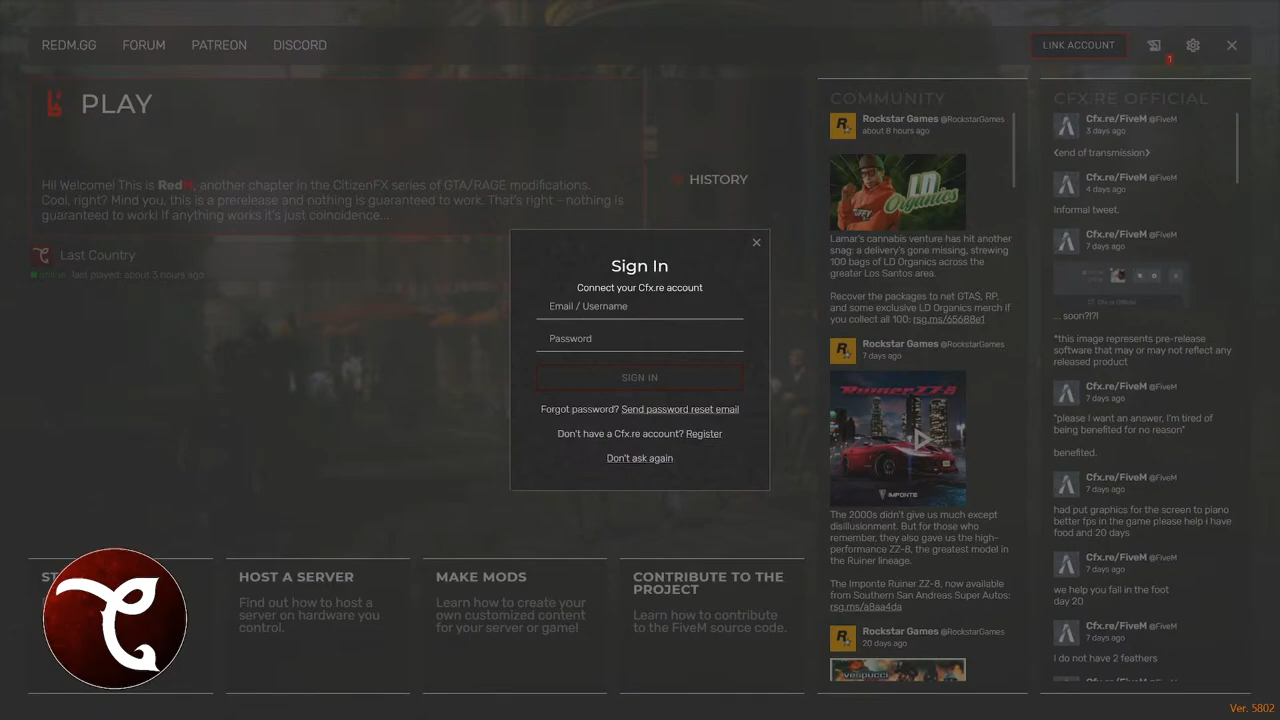 REDM.GG
FORUM
PATREON
DISCORD
LINK ACCOUNT
1
PLAY
Hi! Welcome! This is RedM, another chapter in the CitizenFX series of GTA/RAGE modifications.
Cool, right? Mind you, this is a prerelease and nothing is guaranteed to work. That's right - nothing is
guaranteed to work! If anything works it's just coincidence...
HISTORY
Last Country
online last played: about 3 hours ago
Sign In
Connect your Cfx.re account
Email / Username
Password
SIGN IN
Forgot password? Send password reset email
Don't have a Cfx.re account? Register
Don't ask again
ST
HOST A SERVER
Find out how to host a
server on hardware you
control.
MAKE MODS
Learn how to create your
own customized content
for your server or game!
CONTRIBUTE TO THE
PROJECT
Learn how to contribute
to the FiveM source code.
COMMUNITY
Rockstar Games @RockstarGames
about 8 hours ago
LD
Organics
Lamar's cannabis venture has hit another
snag: a delivery's gone missing, strewing
100 bags of LD Organics across the
greater Los Santos area.
Recover the packages to net GTA$, RP,
and some exclusive LD Organics merch if
you collect all 100: rsg.ms/65688e1
Rockstar Games @RockstarGames
7 days ago
Ruiner ZZ-8
IMPONTE
The 2000s didn't give us much except
disillusionment. But for those who
remember, they also gave us the high-
performance ZZ-8, the greatest model in
the Ruiner lineage.
The Imponte Ruiner ZZ-8, now available
from Southern San Andreas Super Autos:
rsg.ms/a8aa4da
Rockstar Games @RockstarGames
20 days ago
vespucci
CFX.RE OFFICIAL
Cfx.re/FiveM @FiveM
3 days ago
<end of transmission>
Cfx.re/FiveM @FiveM
4 days ago
Informal tweet.
Cfx.re/FiveM @FiveM
7 days ago
... soon?!?!
*this image represents pre-release
software that may or may not reflect any
released product
Cfx.re/FiveM @FiveM
7 days ago
"please I want an answer, I'm tired of
being benefited for no reason"
benefited.
Cfx.re/FiveM @FiveM
7 days ago
had put graphics for the screen to piano
better fps in the game please help i have
food and 20 days
Cfx.re/FiveM @FiveM
7 days ago
we help you fall in the foot
day 20
Cfx.re/FiveM @FiveM
7 days ago
I do not have 2 feathers
Ver. 5802